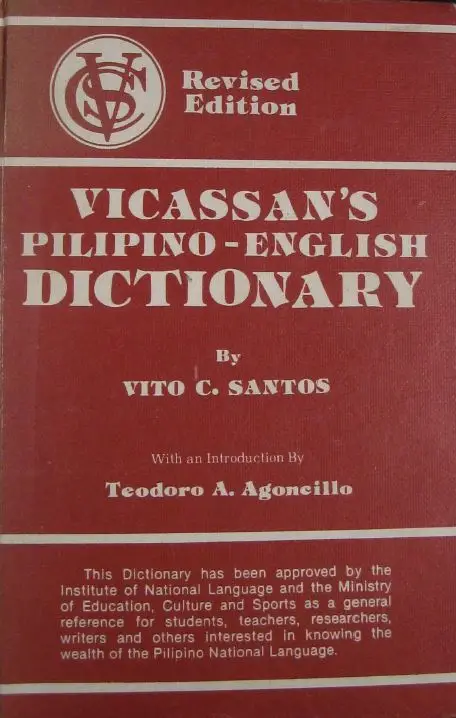 VCS
Revised
Edition
VICASSAN'S
PILIPINO-ENGLISH
DICTIONARY
By
VITO C. SANTOS
With an Introduction By
Teodoro A. Agoncillo
This Dictionary has been approved by the
Institute of National Language and the Ministry
of Education, Culture and Sports as a general
reference for students, teachers, researchers,
writers and others interested in knowing the
wealth of the Pilipino National Language.